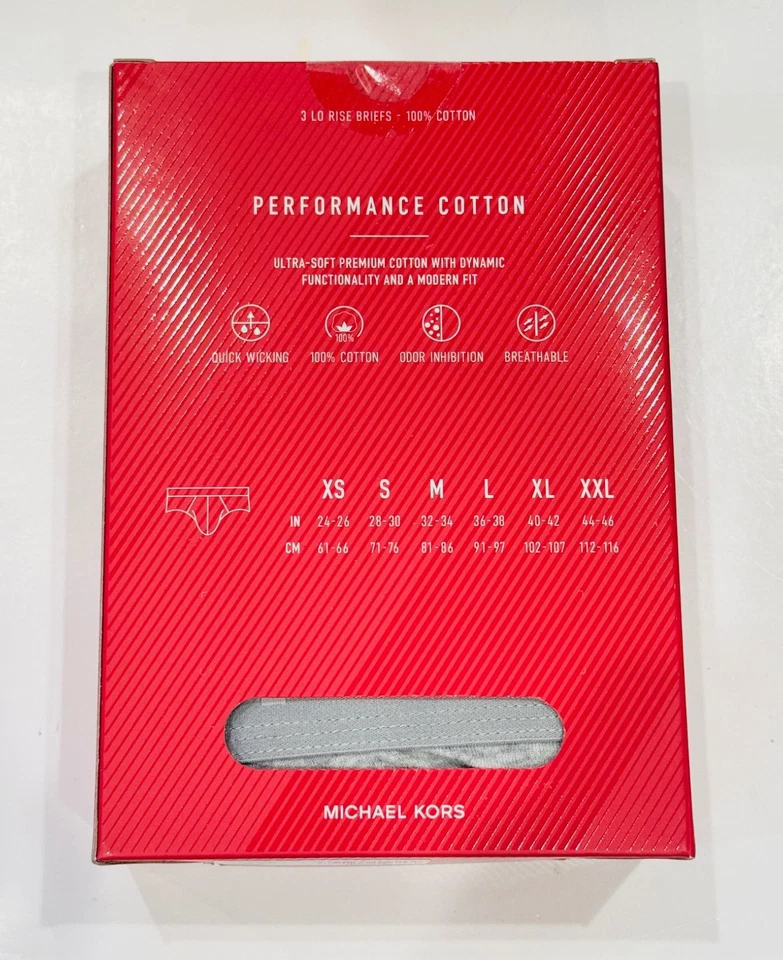 3 LO RISE BRIEFS - 100% COTTON
PERFORMANCE COTTON
ULTRA-SOFT PREMIUM COTTON WITH DYNAMIC
FUNCTIONALITY AND A MODERN FIT
100%
QUICK WICKING 100% COTTON ODOR INHIBITION BREATHABLE
XS S M L XL XXL
IN 24-26 28-30 32-34 36-38 40-42 44-46
CM 61-66 71-76 81-86 91-97 102-107 112-116
MICHAEL KORS